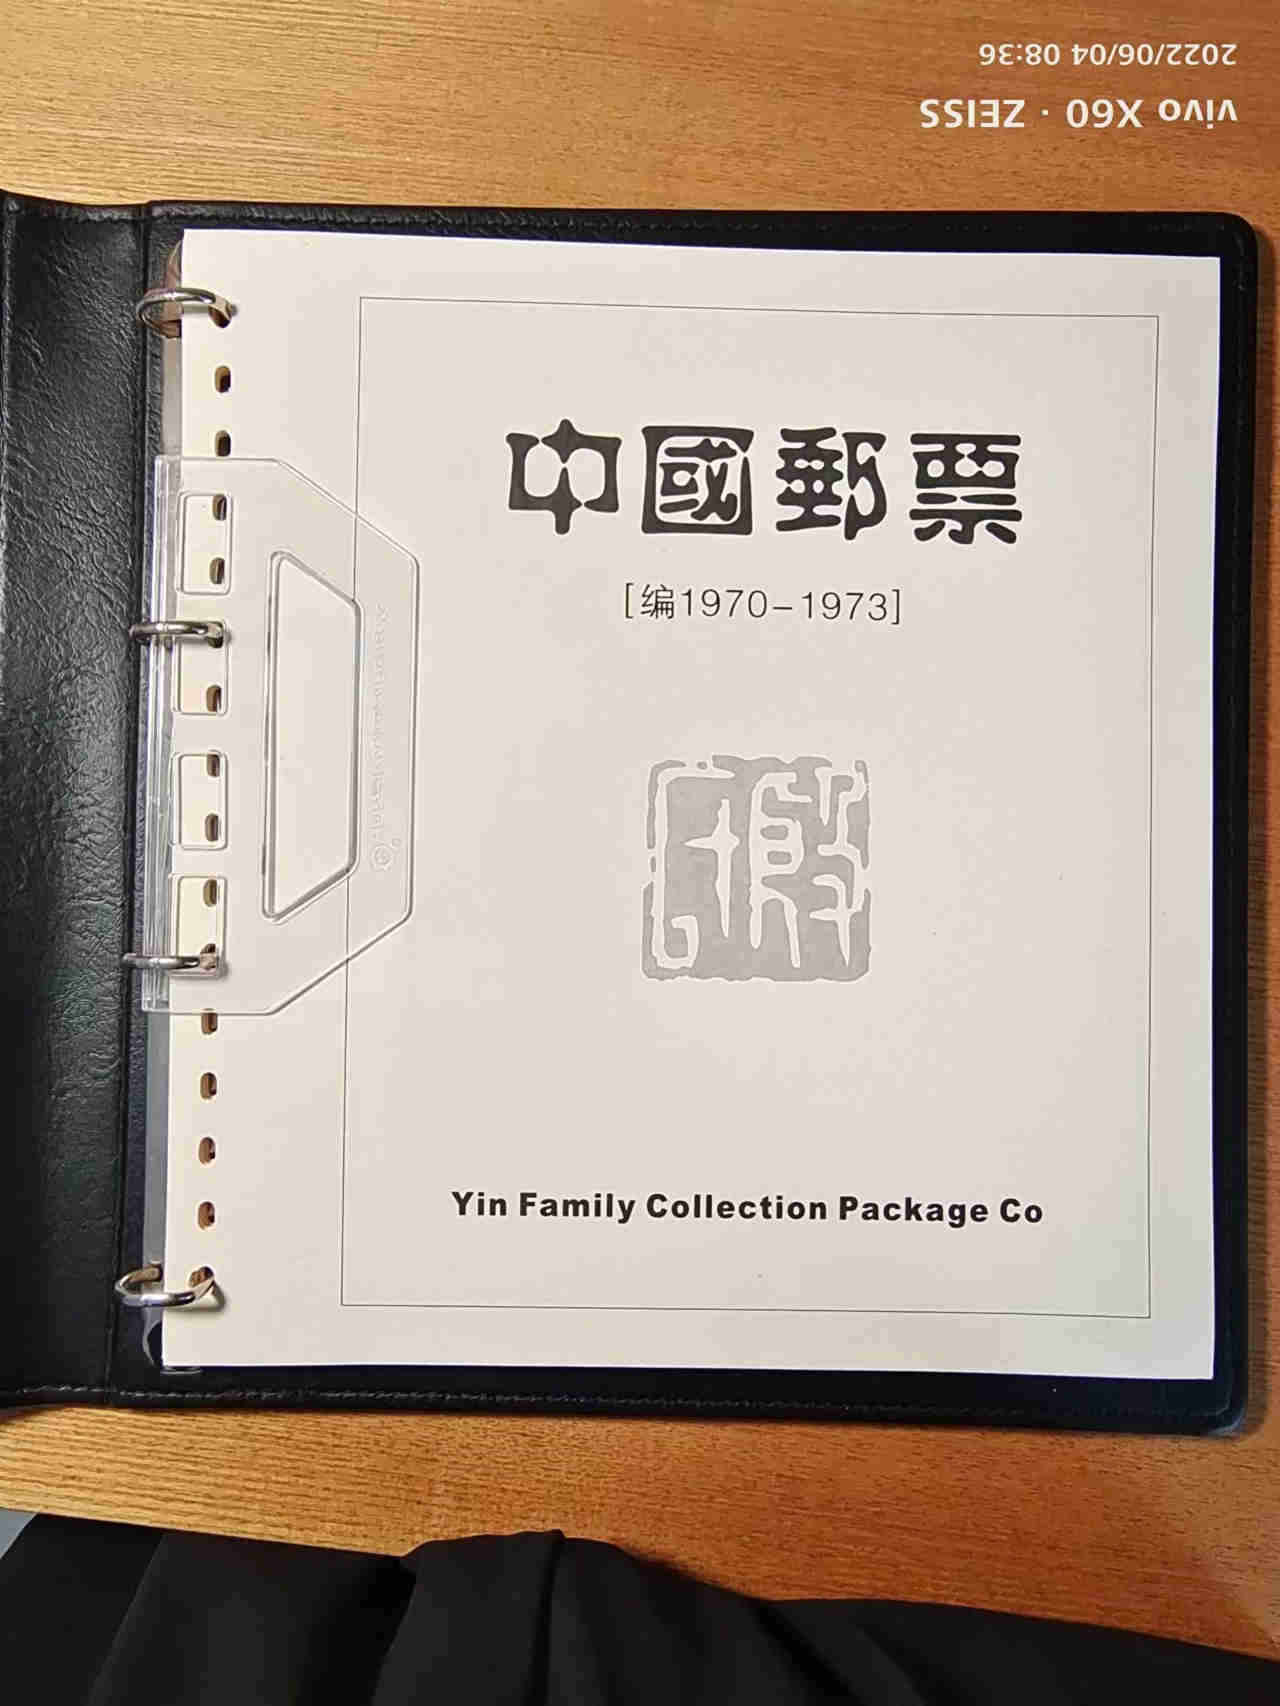 中國郵票
[编1970-1973]
Yin Family Collection Package Co
vivo X60 · ZEISS
2022/06/04 08:36